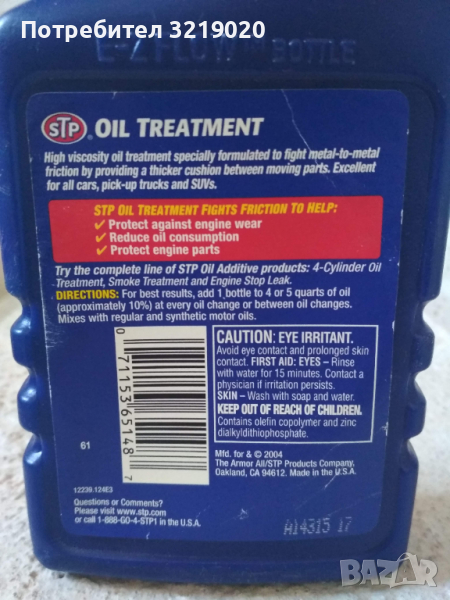 Потребител 3219020
E-Z FLOW™ BOTTLE
STP® OIL TREATMENT
High viscosity oil treatment specially formulated to fight metal-to-metal
friction by providing a thicker cushion between moving parts. Excellent
for all cars, pick-up trucks and SUVs.
STP OIL TREATMENT FIGHTS FRICTION TO HELP:
✓ Protect against engine wear
✓ Reduce oil consumption
✓ Protect engine parts
Try the complete line of STP Oil Additive products: 4-Cylinder Oil
Treatment, Smoke Treatment and Engine Stop Leak.
DIRECTIONS: For best results, add 1 bottle to 4 or 5 quarts of oil
(approximately 10%) at every oil change or between oil changes.
Mixes with regular and synthetic motor oils.
0 71153 65148 7
61
12239.124E3
Questions or Comments?
Please visit www.stp.com
or call 1-888-GO-4-STP1 in the U.S.A.
CAUTION: EYE IRRITANT.
Avoid eye contact and prolonged skin
contact. FIRST AID: EYES – Rinse
with water for 15 minutes. Contact a
physician if irritation persists.
SKIN – Wash with soap and water.
KEEP OUT OF REACH OF CHILDREN.
Contains olefin copolymer and zinc
dialkyldithiophosphate.
Mfd. for & © 2004
The Armor All/STP Products Company,
Oakland, CA 94612. Made in the U.S.A.
A14315 17
BAZAR